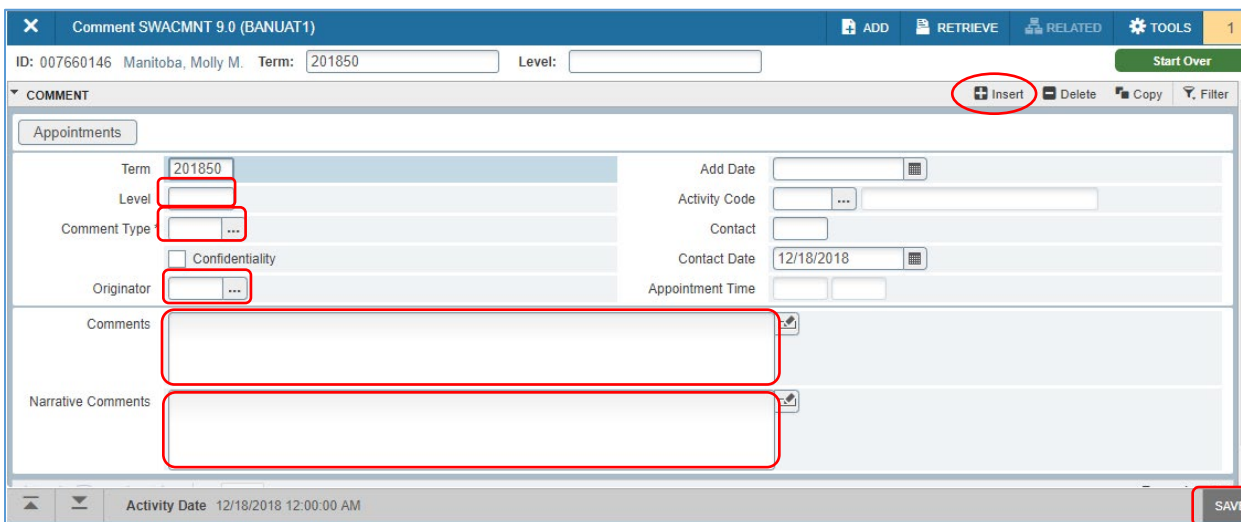 Comment SWACMNT 9.0 (BANUAT1) ADD RETRIEVE RELATED TOOLS 1
ID: 007660146 Manitoba, Molly M. Term: 201850 Level: Start Over
COMMENT Insert Delete Copy Filter
Appointments
Term 201850 Add Date
Level Activity Code ...
Comment Type * ... Contact
Confidentiality Contact Date 12/18/2018
Originator ... Appointment Time
Comments
Narrative Comments
Activity Date 12/18/2018 12:00:00 AM SAVE